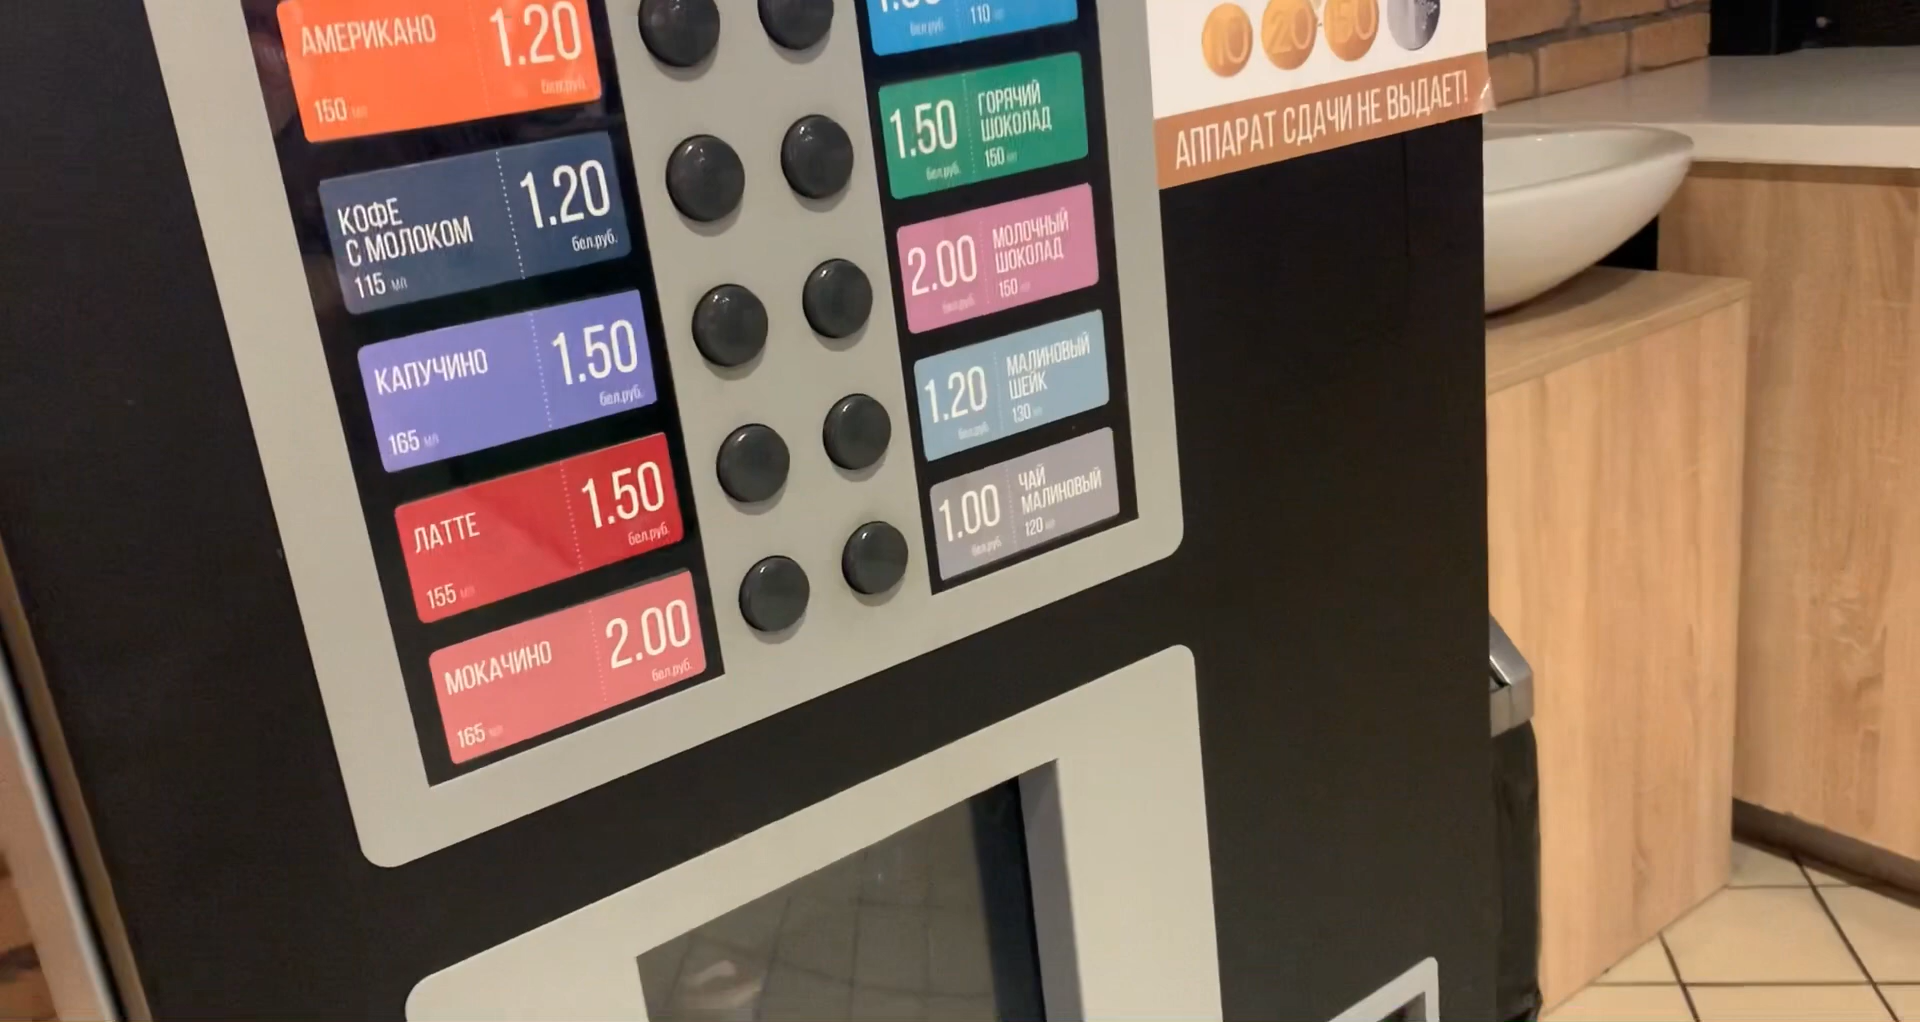 АМЕРИКАНО
1.20
бел.руб.
150 мл
КОФЕ
С МОЛОКОМ
1.20
бел.руб.
115 мл
КАПУЧИНО
1.50
бел.руб.
165 мл
ЛАТТЕ
1.50
бел.руб.
155 мл
МОКАЧИНО
2.00
бел.руб.
165 мл
бел.руб.
110 мл
1.50
бел.руб.
ГОРЯЧИЙ
ШОКОЛАД
150 мл
2.00
бел.руб.
МОЛОЧНЫЙ
ШОКОЛАД
150 мл
1.20
бел.руб.
МАЛИНОВЫЙ
ШЕЙК
130 мл
1.00
бел.руб.
ЧАЙ
МАЛИНОВЫЙ
120 мл
10 20 50
АППАРАТ СДАЧИ НЕ ВЫДАЕТ!